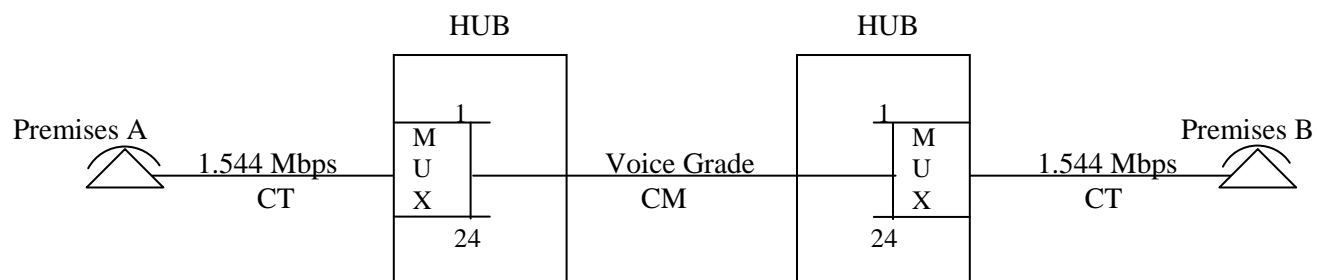 HUB HUB
1 1
Premises A M M Premises B
1.544 Mbps U Voice Grade U 1.544 Mbps
CT X CM X CT
24 24